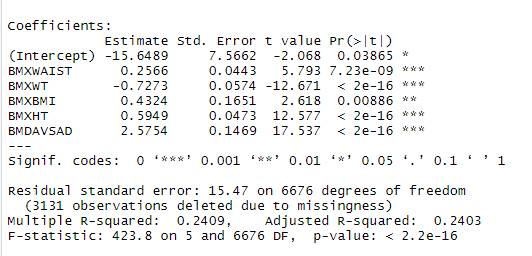 Coefficients:
Estimate Std. Error t value Pr(>|t|)
(Intercept) -15.6489 7.5662 -2.068 0.03865 *
BMXWAIST 0.2566 0.0443 5.793 7.23e-09 ***
BMXWT -0.7273 0.0574 -12.671 < 2e-16 ***
BMXBMI 0.4324 0.1651 2.618 0.00886 **
BMXHT 0.5949 0.0473 12.577 < 2e-16 ***
BMDAVSAD 2.5754 0.1469 17.537 < 2e-16 ***
---
Signif. codes: 0 ‘***’ 0.001 ‘**’ 0.01 ‘*’ 0.05 ‘.’ 0.1 ‘ ’ 1
Residual standard error: 15.47 on 6676 degrees of freedom
(3131 observations deleted due to missingness)
Multiple R-squared: 0.2409, Adjusted R-squared: 0.2403
F-statistic: 423.8 on 5 and 6676 DF, p-value: < 2.2e-16